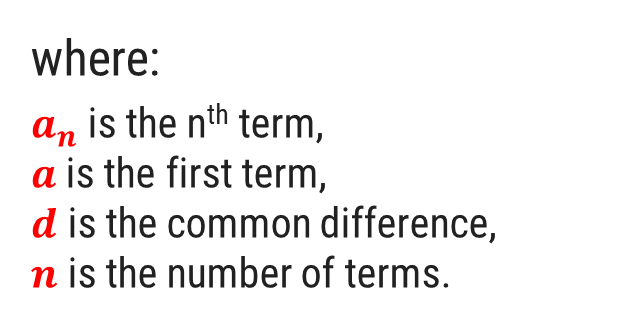 where:
aₙ is the nᵗʰ term,
a is the first term,
d is the common difference,
n is the number of terms.